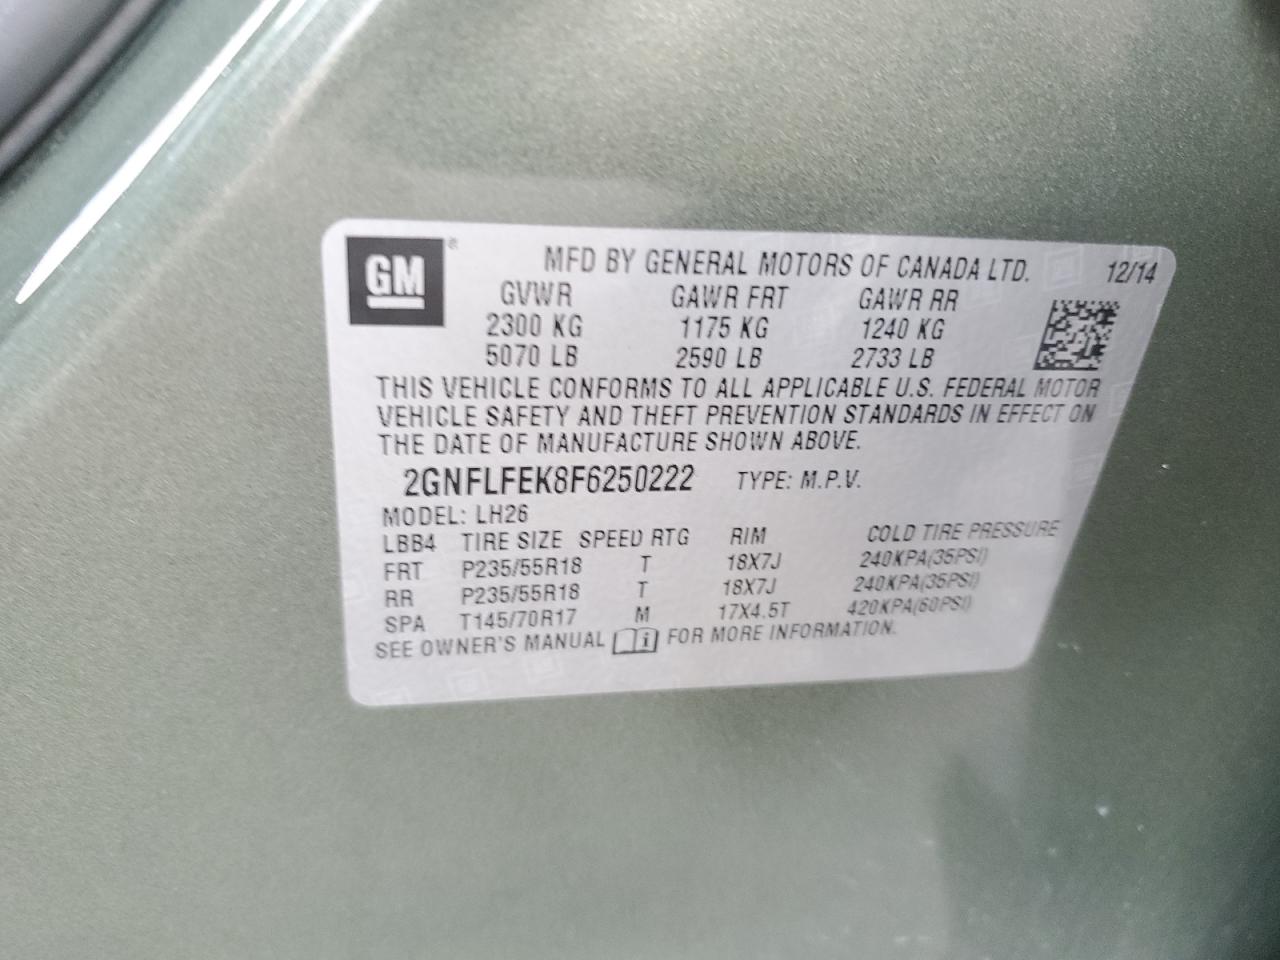 GM ®
MFD BY GENERAL MOTORS OF CANADA LTD. 12/14
GVWR GAWR FRT GAWR RR
2300 KG 1175 KG 1240 KG
5070 LB 2590 LB 2733 LB
THIS VEHICLE CONFORMS TO ALL APPLICABLE U.S. FEDERAL MOTOR
VEHICLE SAFETY AND THEFT PREVENTION STANDARDS IN EFFECT ON
THE DATE OF MANUFACTURE SHOWN ABOVE.
2GNFLFEK8F6250222 TYPE: M.P.V.
MODEL: LH26
LBB4 TIRE SIZE SPEED RTG RIM COLD TIRE PRESSURE
FRT P235/55R18 T 18X7J 240KPA(35PSI)
RR P235/55R18 T 18X7J 240KPA(35PSI)
SPA T145/70R17 M 17X4.5T 420KPA(60PSI)
SEE OWNER'S MANUAL i FOR MORE INFORMATION.